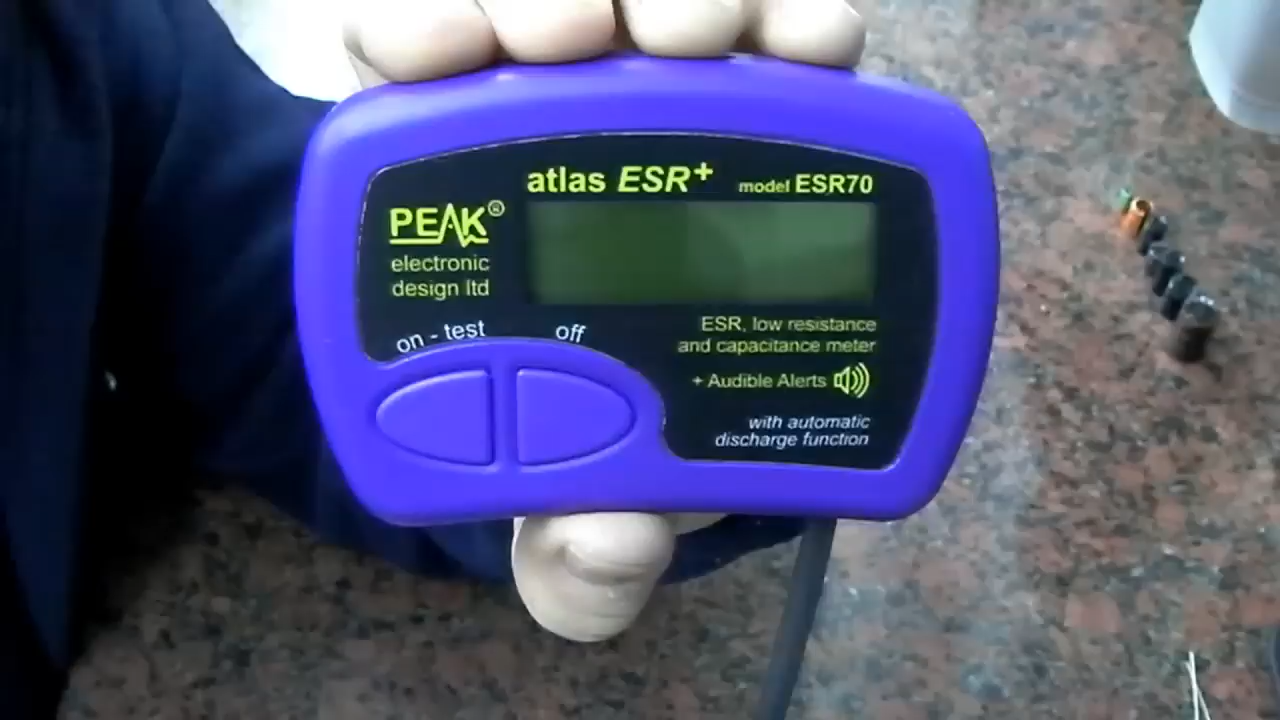 atlas ESR+ model ESR70
PEAK®
electronic
design ltd
on - test
off
ESR, low resistance
and capacitance meter
+ Audible Alerts
with automatic
discharge function